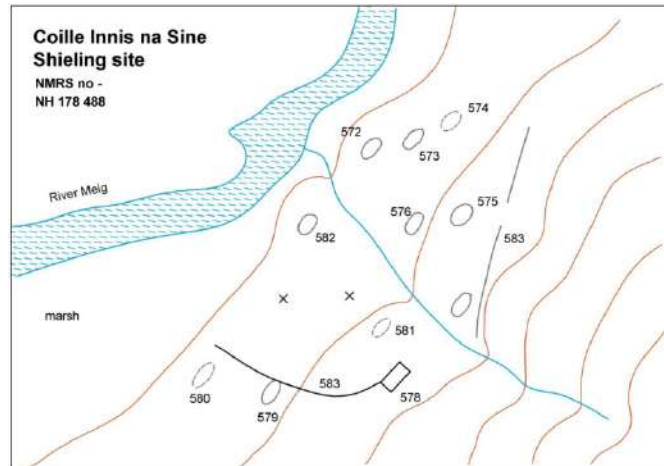 Coille Innis na Sine
Shieling site
NMRS no -
NH 178 488
574
572
573
River Meig
576
575
583
582
marsh
581
580
579
583
578